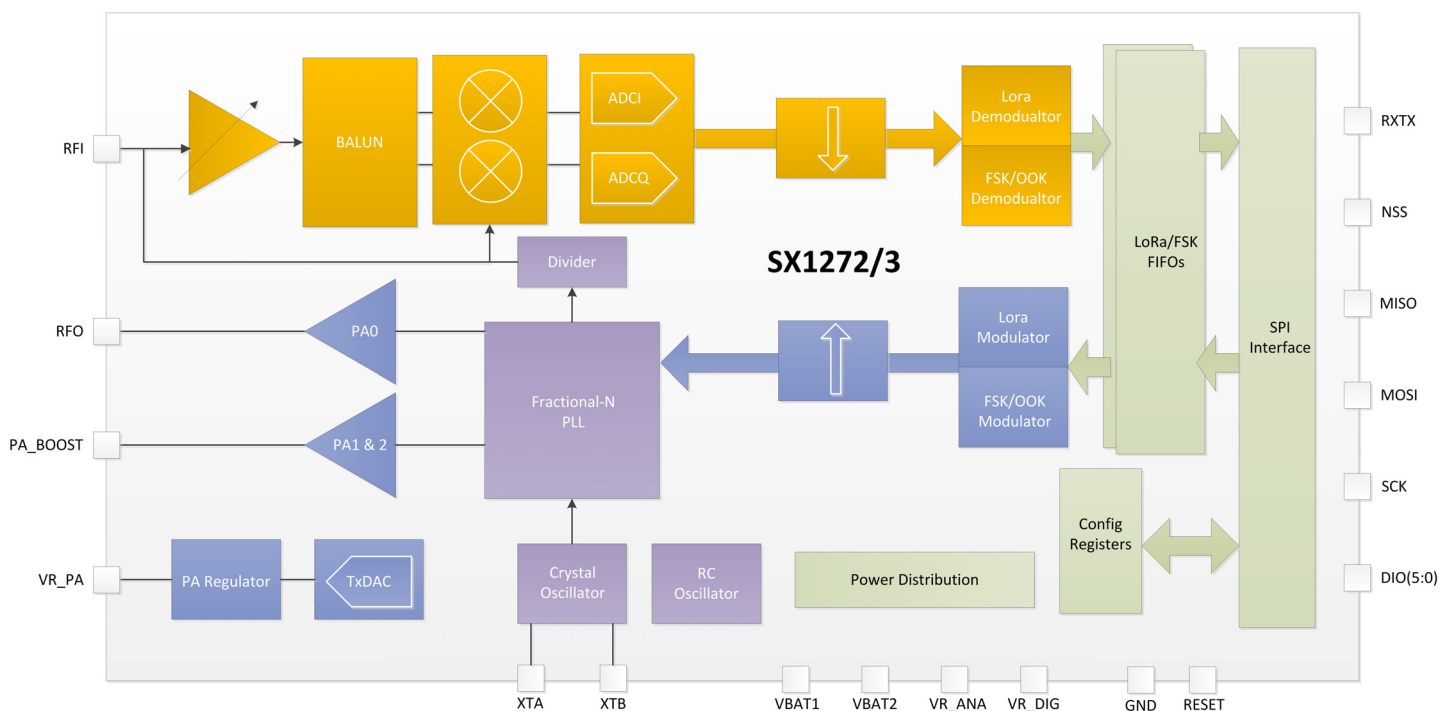 RFI
BALUN
ADCI
ADCQ
Lora
Demodualtor
FSK/OOK
Demodualtor
LoRa/FSK
FIFOs
SPI
Interface
RXTX
NSS
MISO
MOSI
SCK
DIO(5:0)
Divider
SX1272/3
RFO
PA0
Fractional-N
PLL
Lora
Modulator
FSK/OOK
Modulator
PA_BOOST
PA1 & 2
Config
Registers
VR_PA
PA Regulator
TxDAC
Crystal
Oscillator
RC
Oscillator
Power Distribution
XTA
XTB
VBAT1
VBAT2
VR_ANA
VR_DIG
GND
RESET